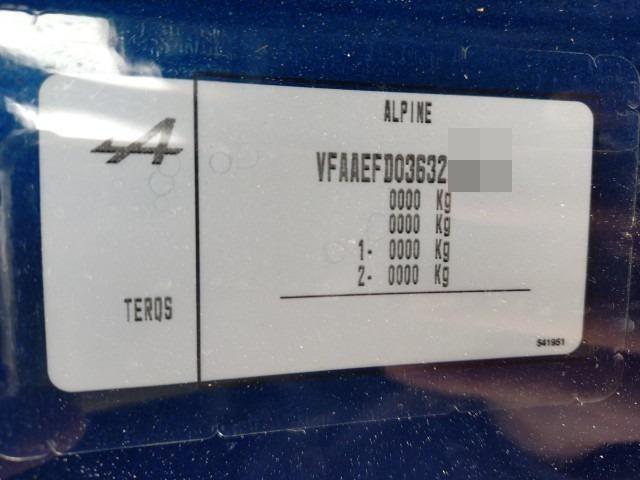 ALPINE
VFAAEFD03632
0000 Kg
0000 Kg
1- 0000 Kg
2- 0000 Kg
TERQS
541951